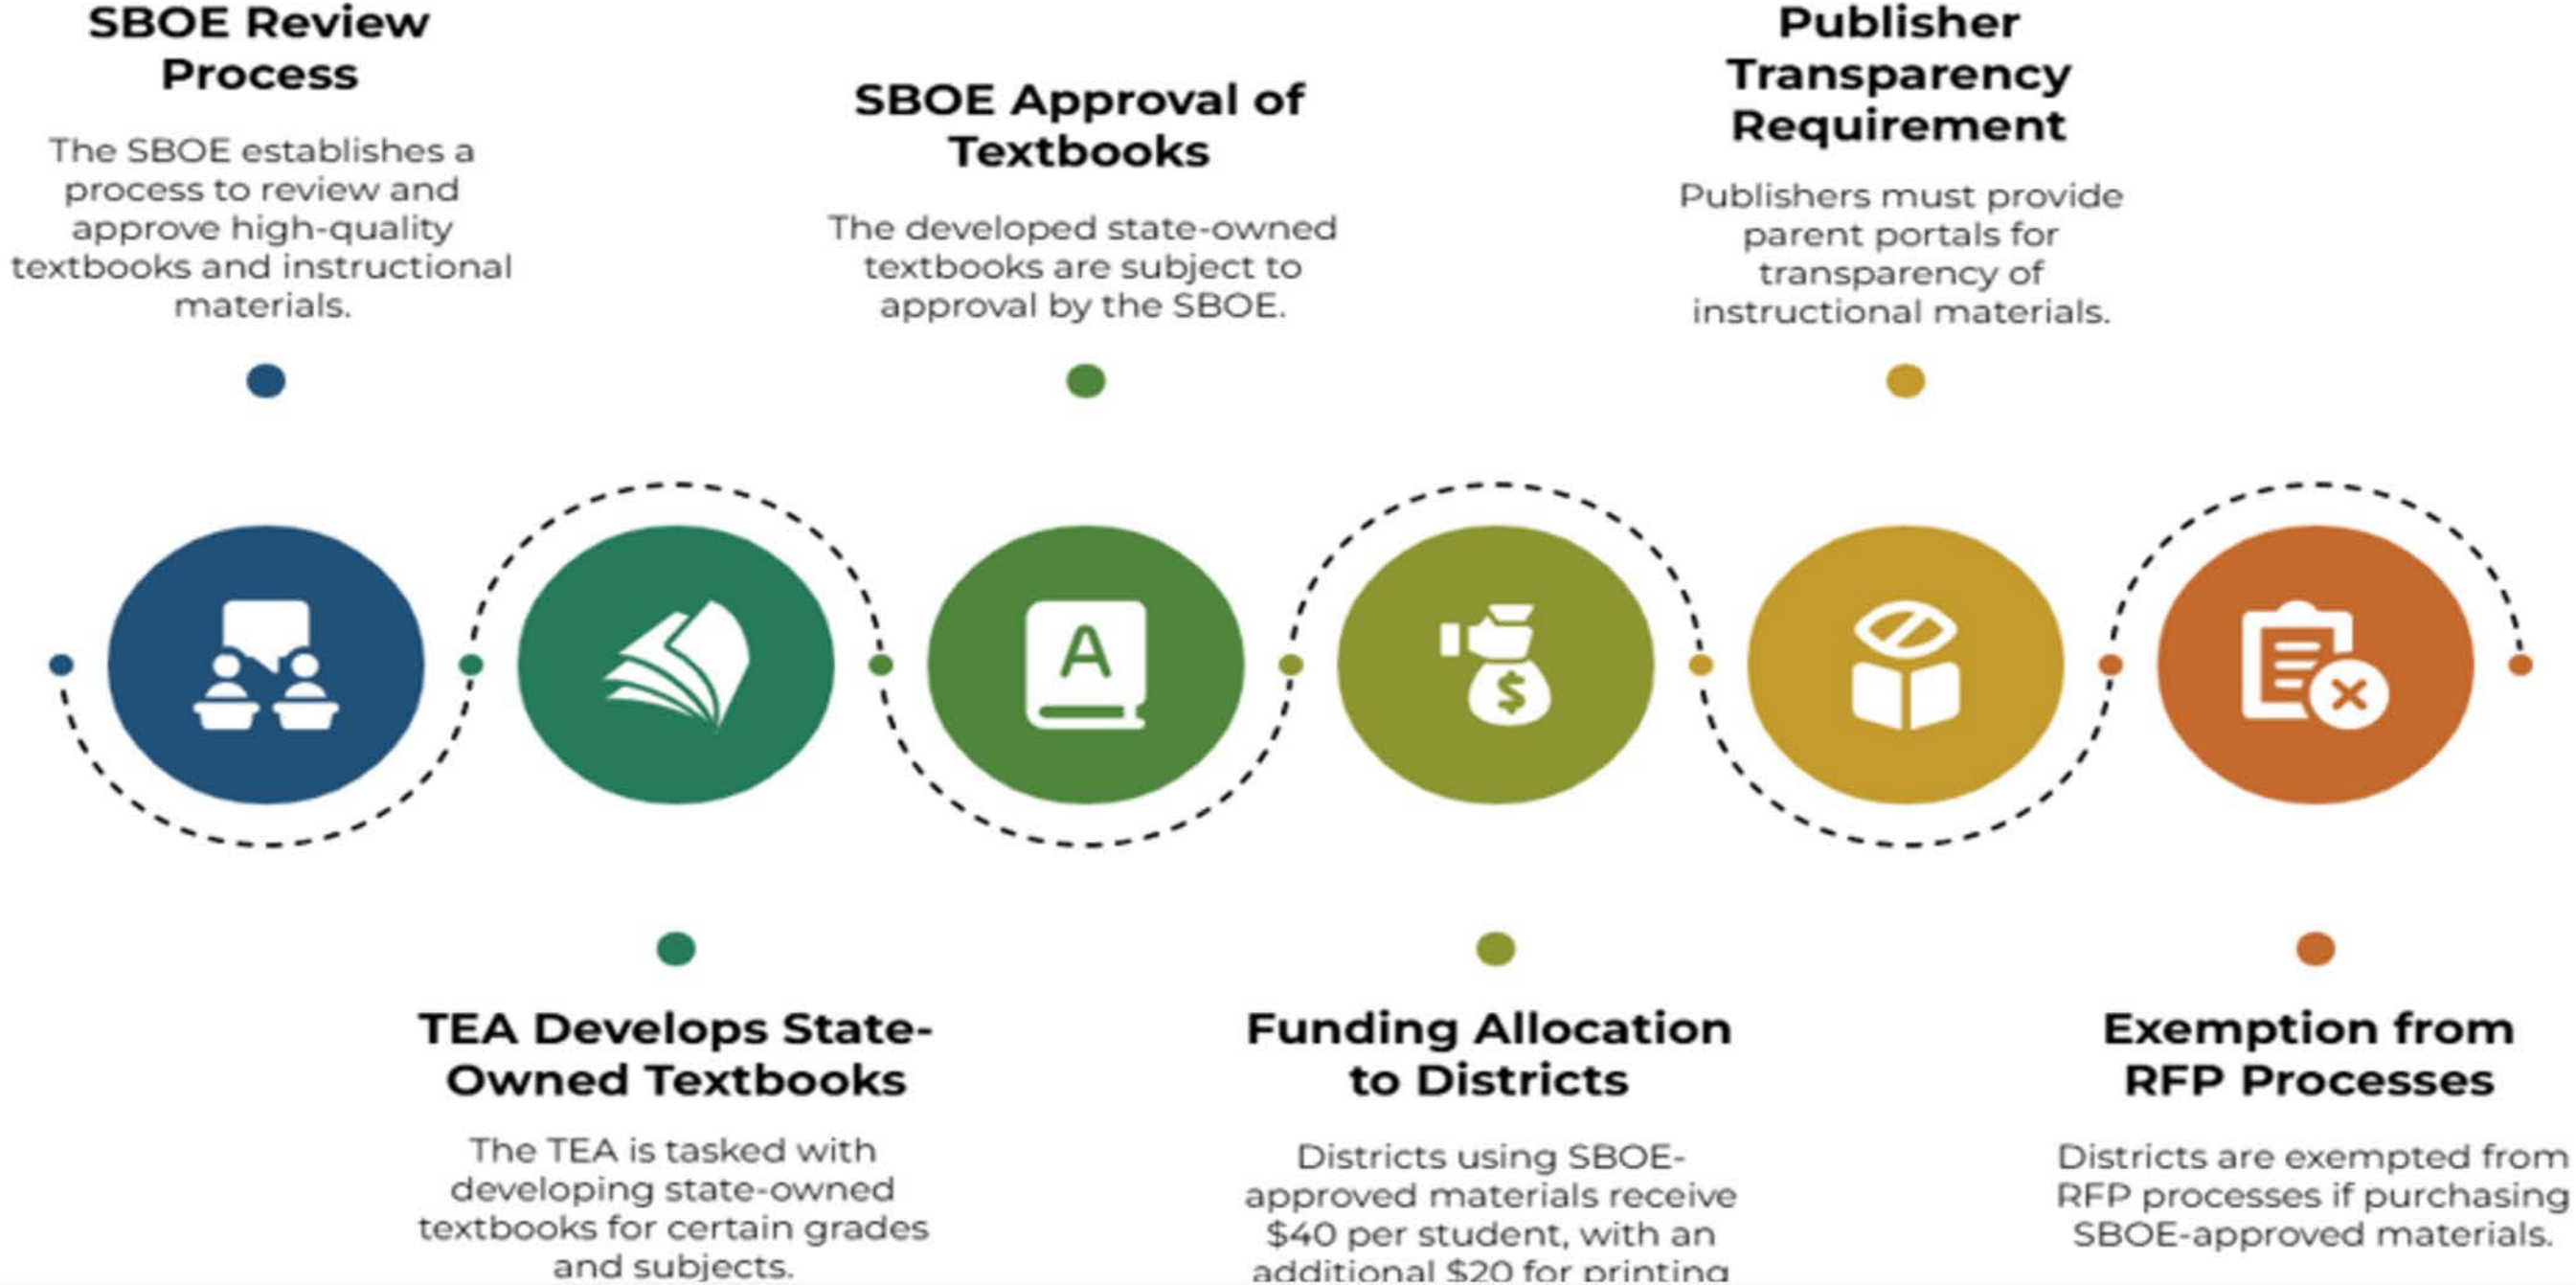 SBOE Review
Process
The SBOE establishes a
process to review and
approve high-quality
textbooks and instructional
materials.
SBOE Approval of
Textbooks
The developed state-owned
textbooks are subject to
approval by the SBOE.
Publisher
Transparency
Requirement
Publishers must provide
parent portals for
transparency of
instructional materials.
A
$
TEA Develops State-
Owned Textbooks
The TEA is tasked with
developing state-owned
textbooks for certain grades
and subjects.
Funding Allocation
to Districts
Districts using SBOE-
approved materials receive
$40 per student, with an
additional $20 for printing
Exemption from
RFP Processes
Districts are exempted from
RFP processes if purchasing
SBOE-approved materials.